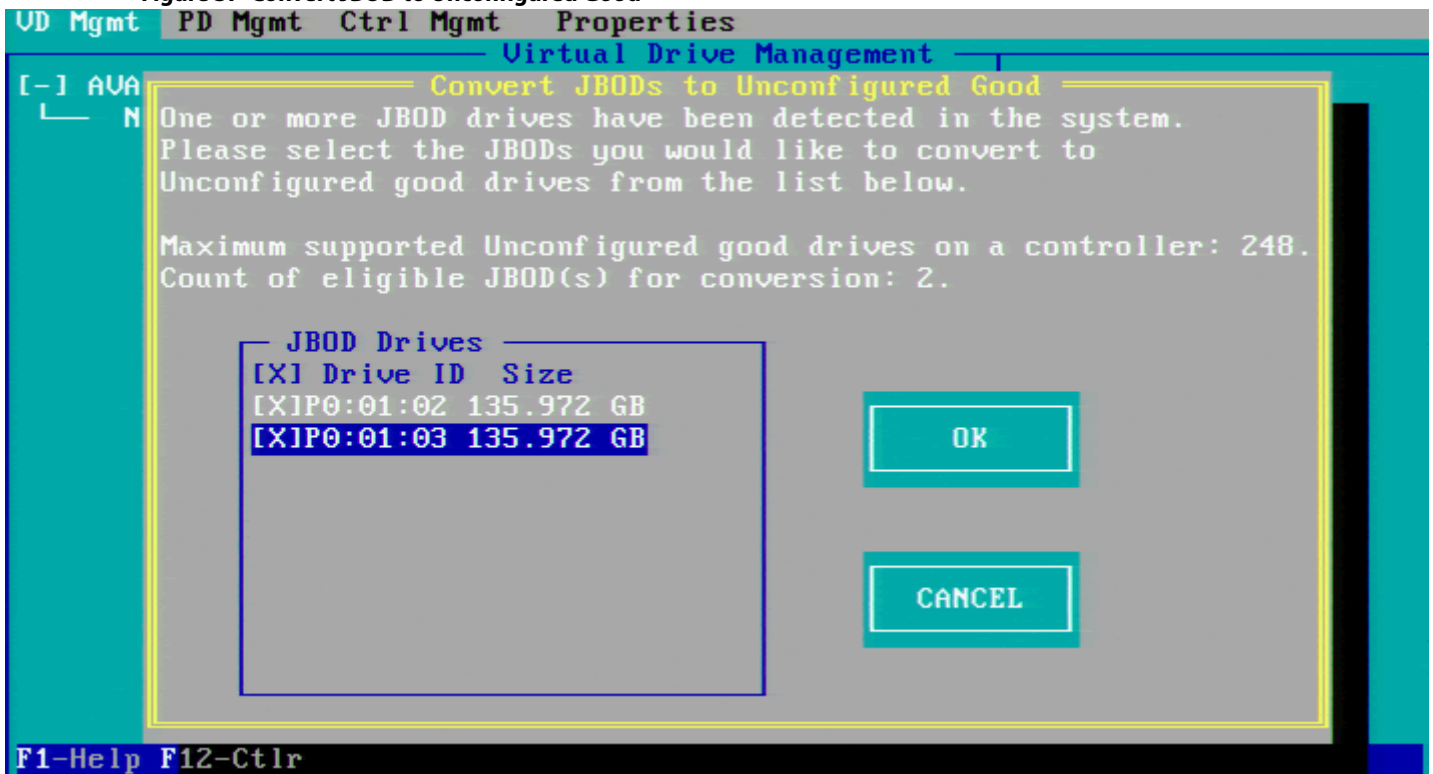 VD Mgmt PD Mgmt Ctrl Mgmt Properties
Virtual Drive Management
[-] AVA
Convert JBODs to Unconfigured Good
N
One or more JBOD drives have been detected in the system.
Please select the JBODs you would like to convert to
Unconfigured good drives from the list below.
Maximum supported Unconfigured good drives on a controller: 248.
Count of eligible JBOD(s) for conversion: 2.
JBOD Drives
[X] Drive ID Size
[X]P0:01:02 135.972 GB
[X]P0:01:03 135.972 GB
OK
CANCEL
F1-Help F12-Ctlr